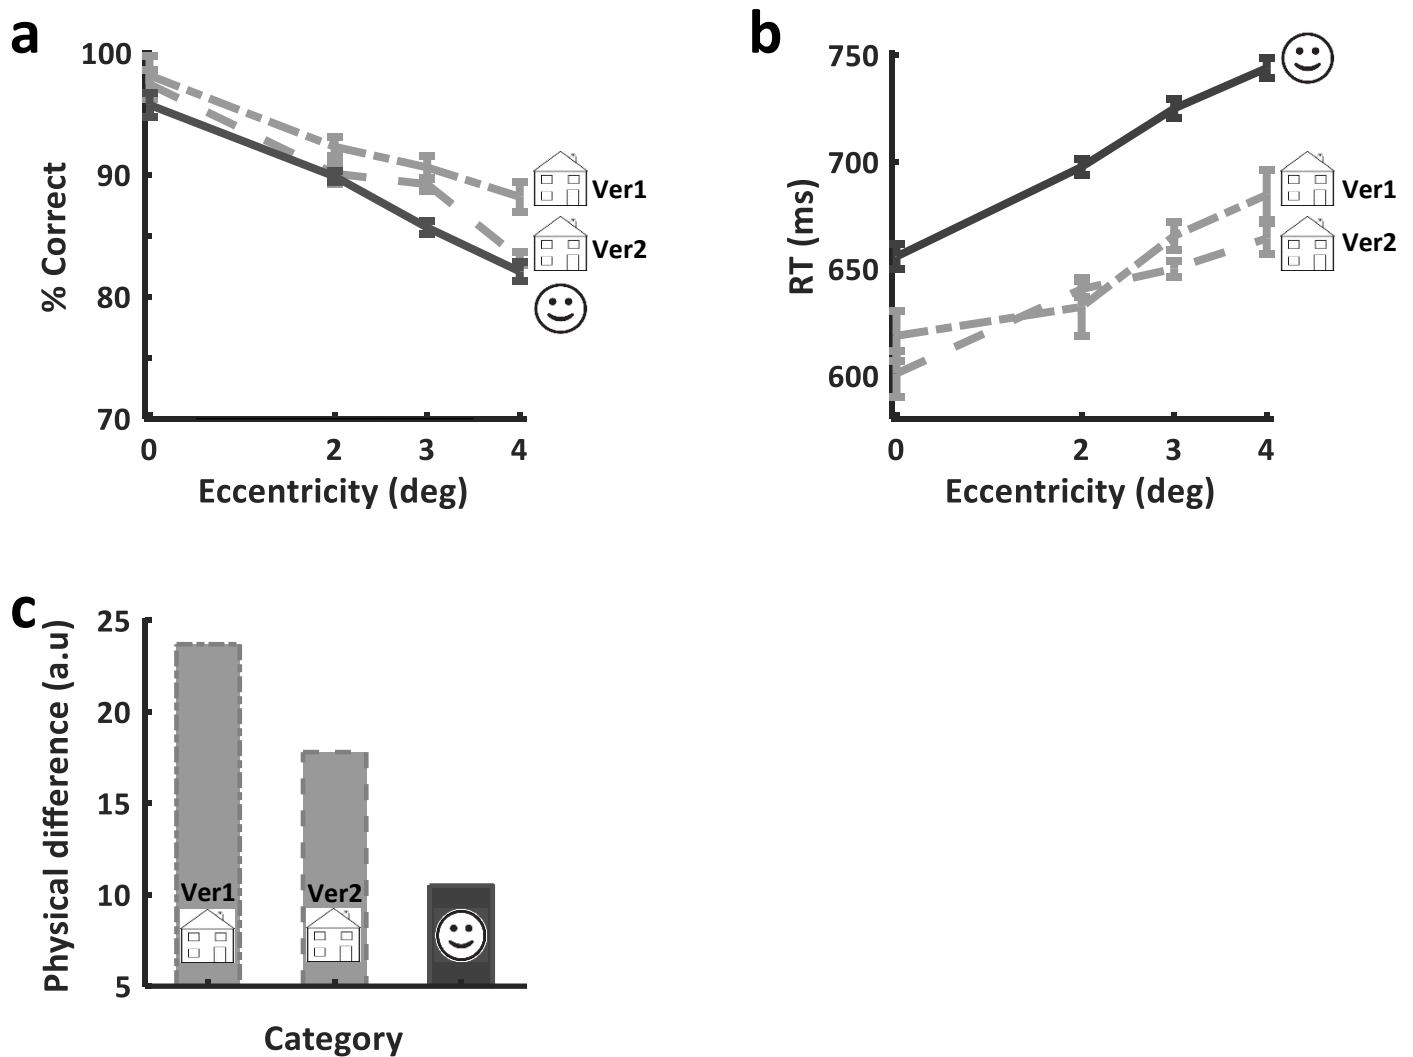 a
100
90
80
70
% Correct
0 2 3 4
Eccentricity (deg)
Ver1
Ver2
b
750
700
650
600
RT (ms)
0 2 3 4
Eccentricity (deg)
Ver1
Ver2
c
25
20
15
10
5
Physical difference (a.u)
Ver1 Ver2
Category